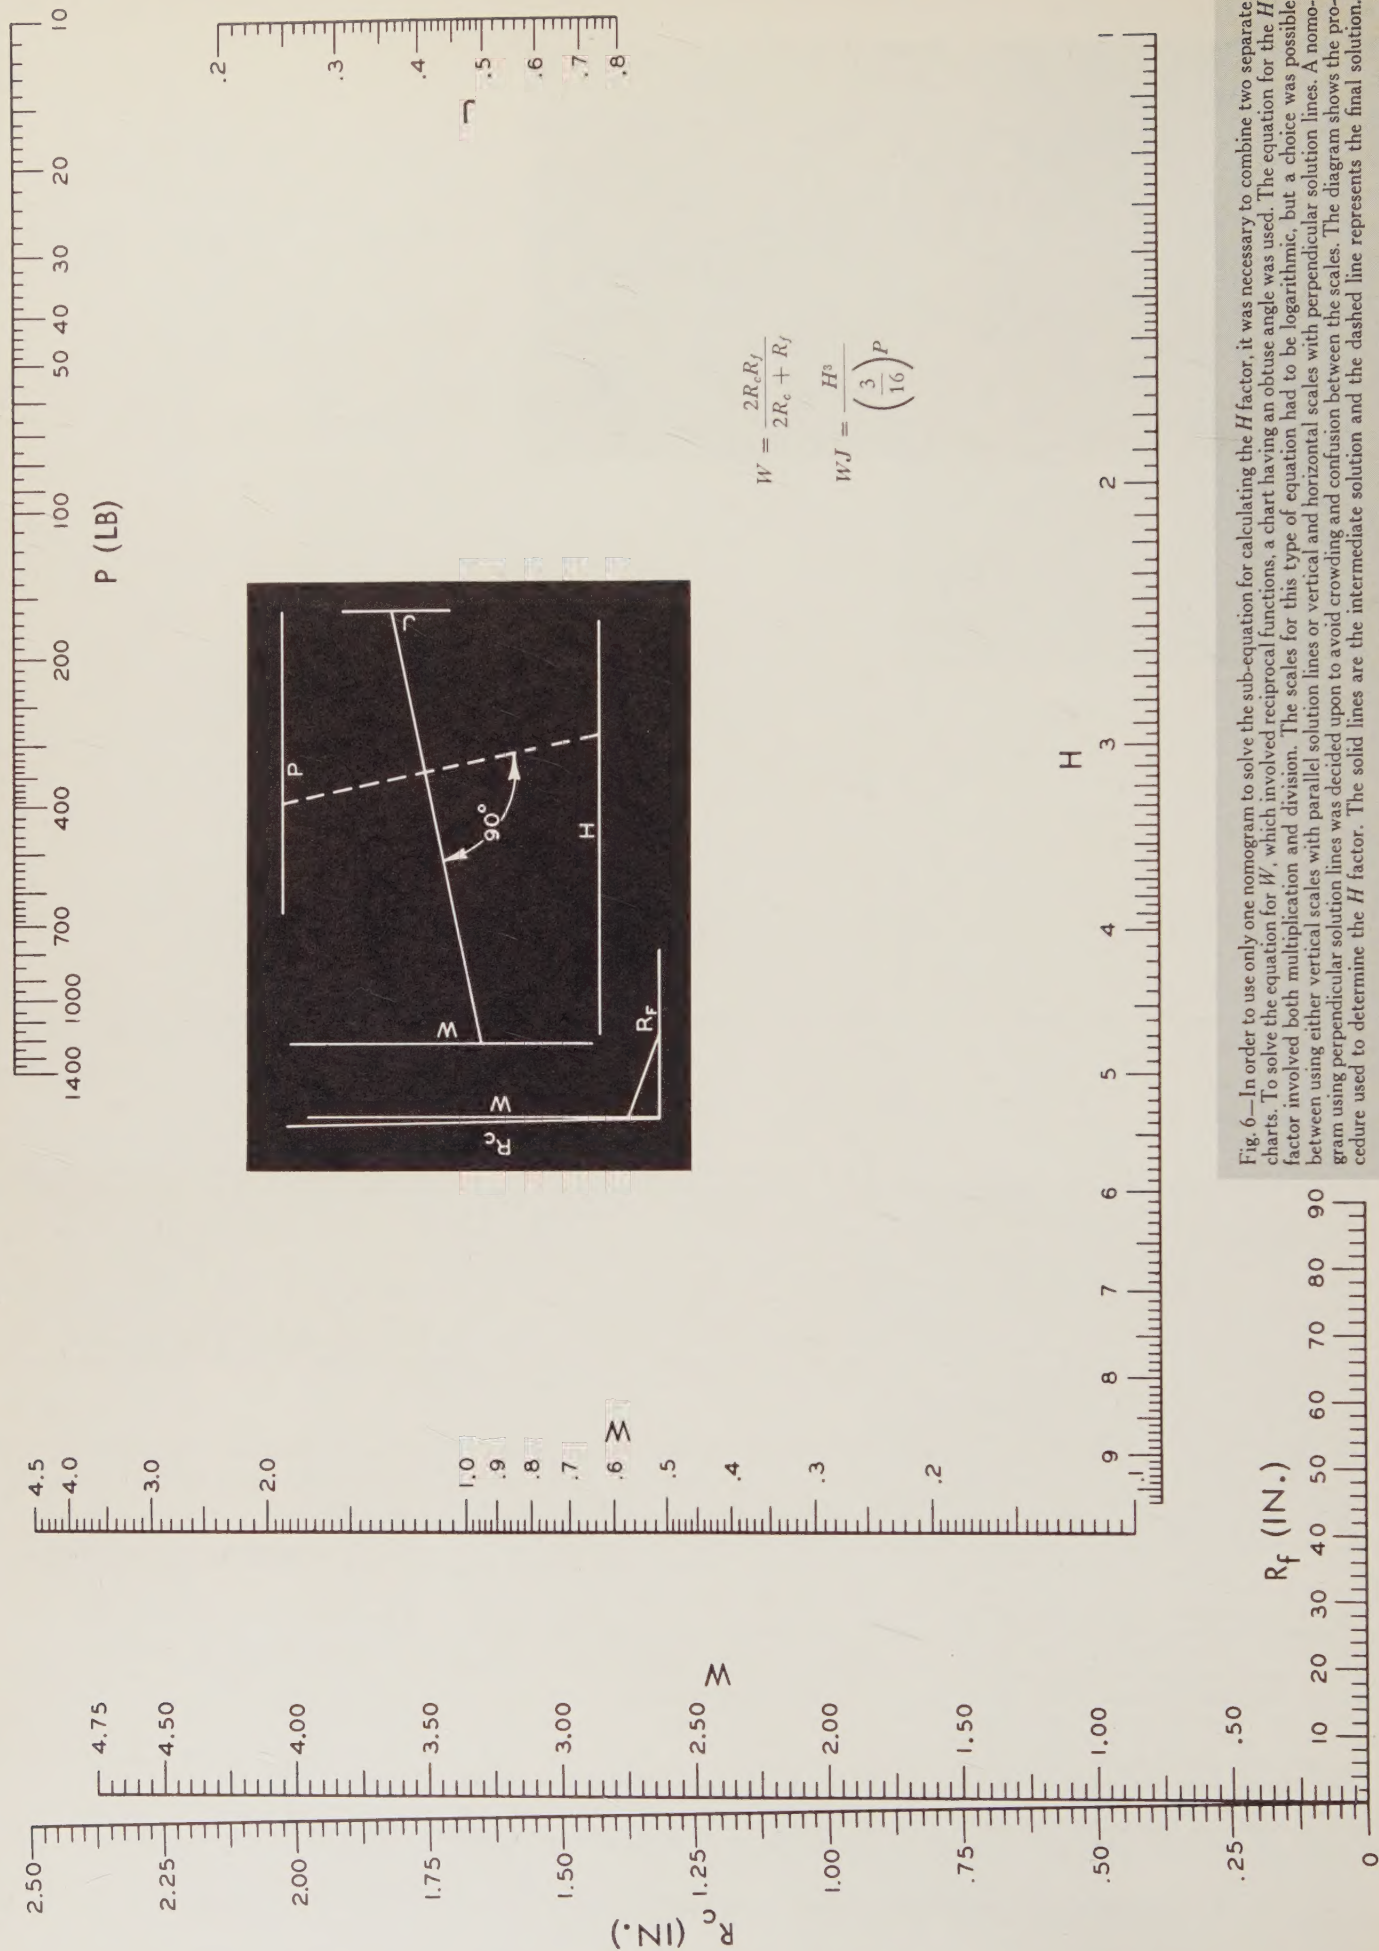 1400 1000 700 400 200 100 50 40 30 20 10
P (LB)
2.50
2.25
2.00
1.75
1.50
1.25
1.00
.75
.50
.25
0
Rc (IN.)
4.75
4.50
4.00
3.50
3.00
2.50
2.00
1.50
1.00
.50
W
4.5
4.0
3.0
2.0
1.0
.9
.8
.7
.6
.5
.4
.3
.2
W
.2
.3
.4
.5
.6
.7
.8
J
P
Rc
W
W
90°
J
H
RF
W = 2RcRf / 2Rc + Rf
WJ = H³ / (3/16)P
H
9 8 7 6 5 4 3 2 1
Rf (IN.)
10 20 30 40 50 60 70 80 90
Fig. 6—In order to use only one nomogram to solve the sub-equation for calculating the H factor, it was necessary to combine two separate
charts. To solve the equation for W, which involved reciprocal functions, a chart having an obtuse angle was used. The equation for the H
factor involved both multiplication and division. The scales for this type of equation had to be logarithmic, but a choice was possible
between using either vertical scales with parallel solution lines or vertical and horizontal scales with perpendicular solution lines. A nomo-
gram using perpendicular solution lines was decided upon to avoid crowding and confusion between the scales. The diagram shows the pro-
cedure used to determine the H factor. The solid lines are the intermediate solution and the dashed line represents the final solution.